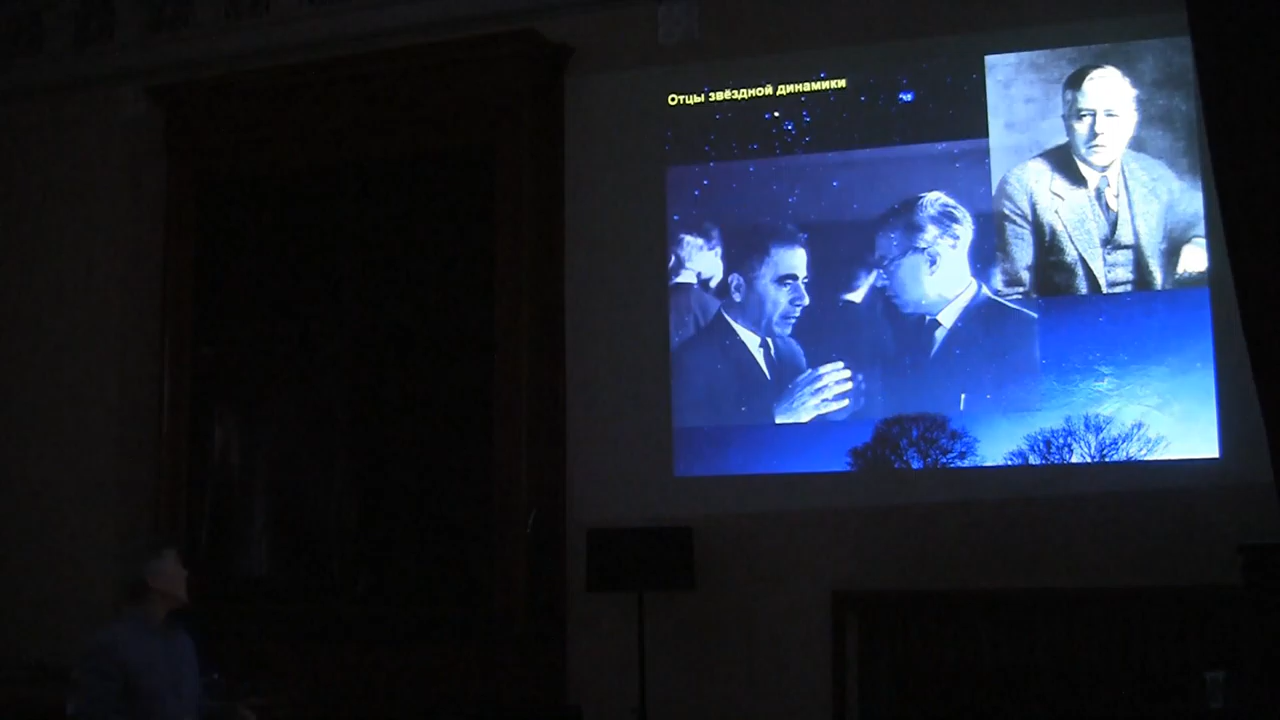 Отцы звёздной динамики